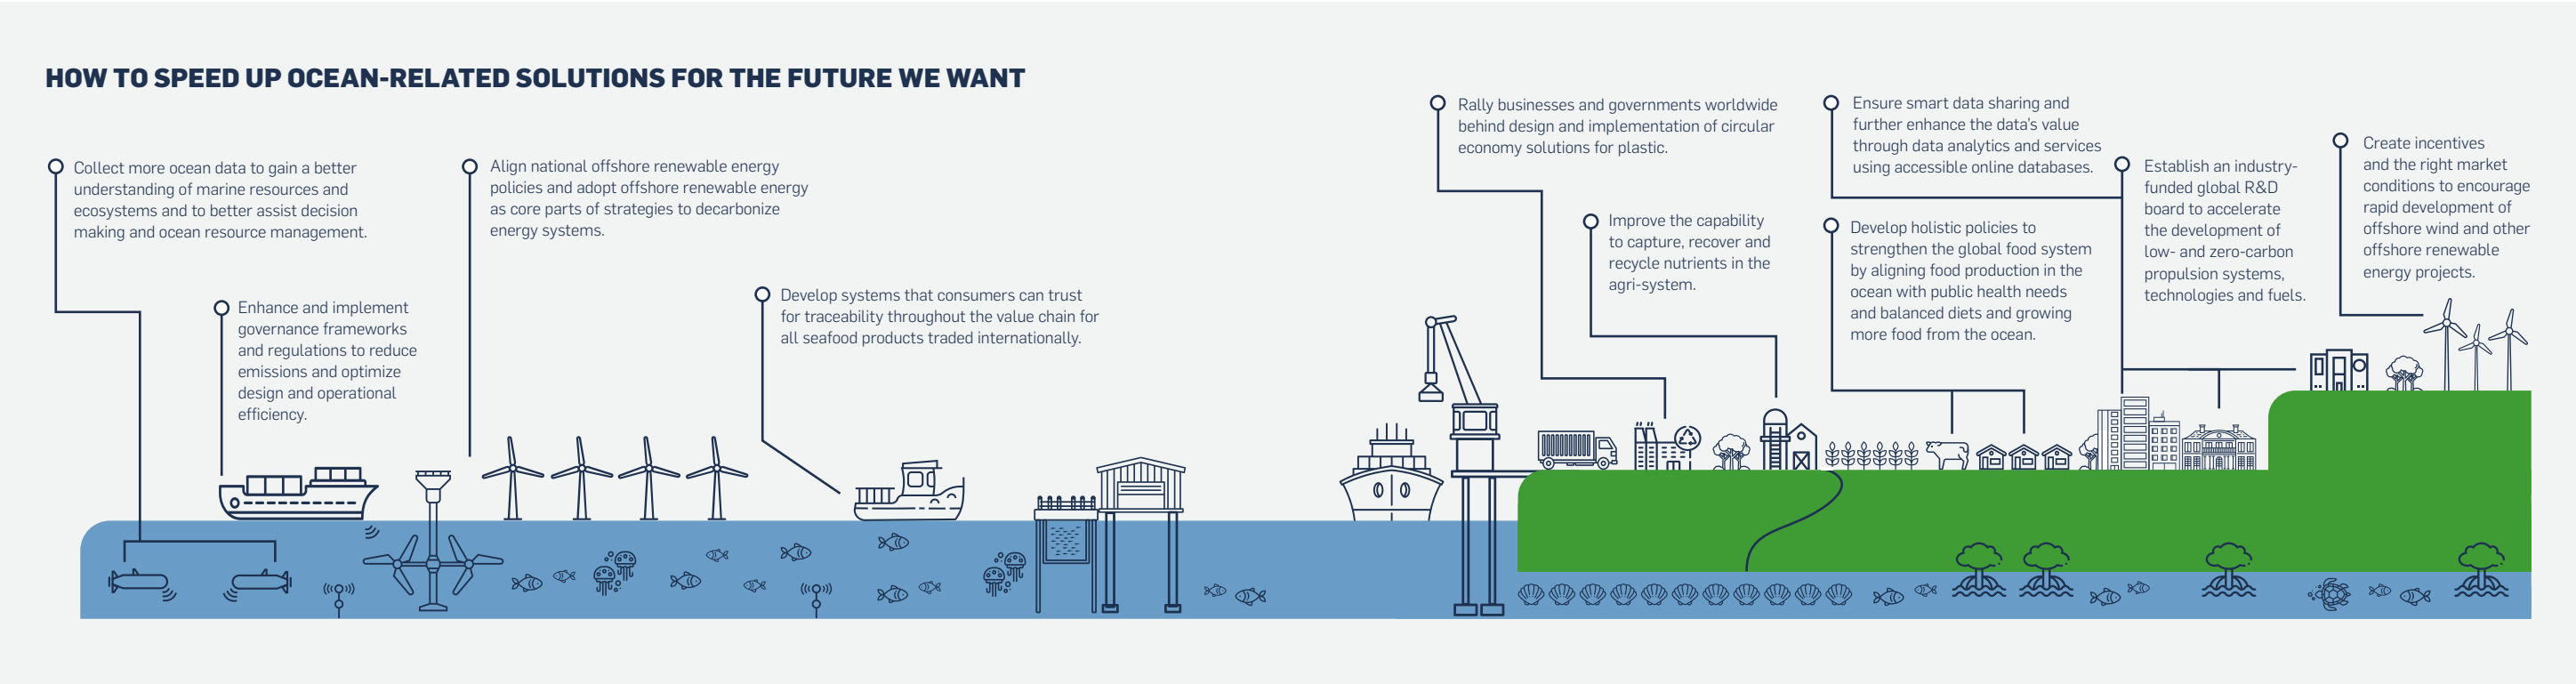 HOW TO SPEED UP OCEAN-RELATED SOLUTIONS FOR THE FUTURE WE WANT
Collect more ocean data to gain a better
understanding of marine resources and
ecosystems and to better assist decision
making and ocean resource management.
Enhance and implement
governance frameworks
and regulations to reduce
emissions and optimize
design and operational
efficiency.
Align national offshore renewable energy
policies and adopt offshore renewable energy
as core parts of strategies to decarbonize
energy systems.
Develop systems that consumers can trust
for traceability throughout the value chain for
all seafood products traded internationally.
Rally businesses and governments worldwide
behind design and implementation of circular
economy solutions for plastic.
Improve the capability
to capture, recover and
recycle nutrients in the
agri-system.
Ensure smart data sharing and
further enhance the data's value
through data analytics and services
using accessible online databases.
Develop holistic policies to
strengthen the global food system
by aligning food production in the
ocean with public health needs
and balanced diets and growing
more food from the ocean.
Establish an industry-
funded global R&D
board to accelerate
the development of
low- and zero-carbon
propulsion systems,
technologies and fuels.
Create incentives
and the right market
conditions to encourage
rapid development of
offshore wind and other
offshore renewable
energy projects.